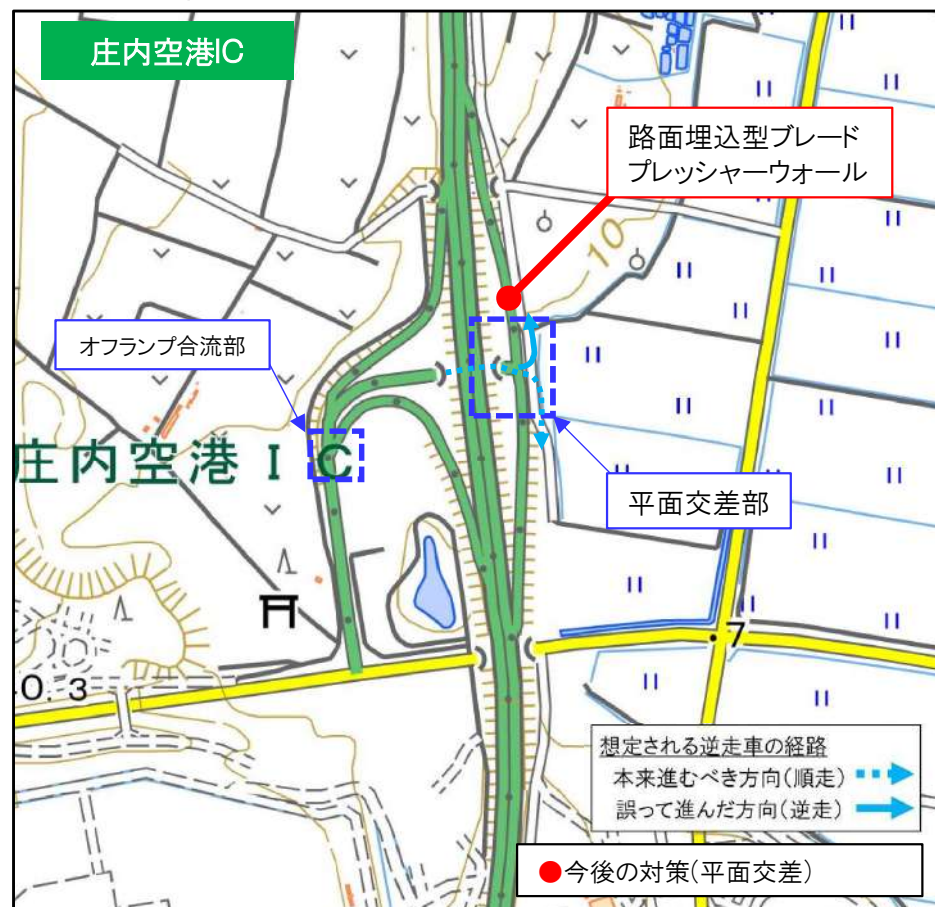 庄内空港IC
路面埋込型ブレード
プレッシャーウォール
10
オフランプ合流部
庄内空港 I C
平面交差部
7
40.3
想定される逆走車の経路
本来進むべき方向(順走)
誤って進んだ方向(逆走)
●今後の対策(平面交差)